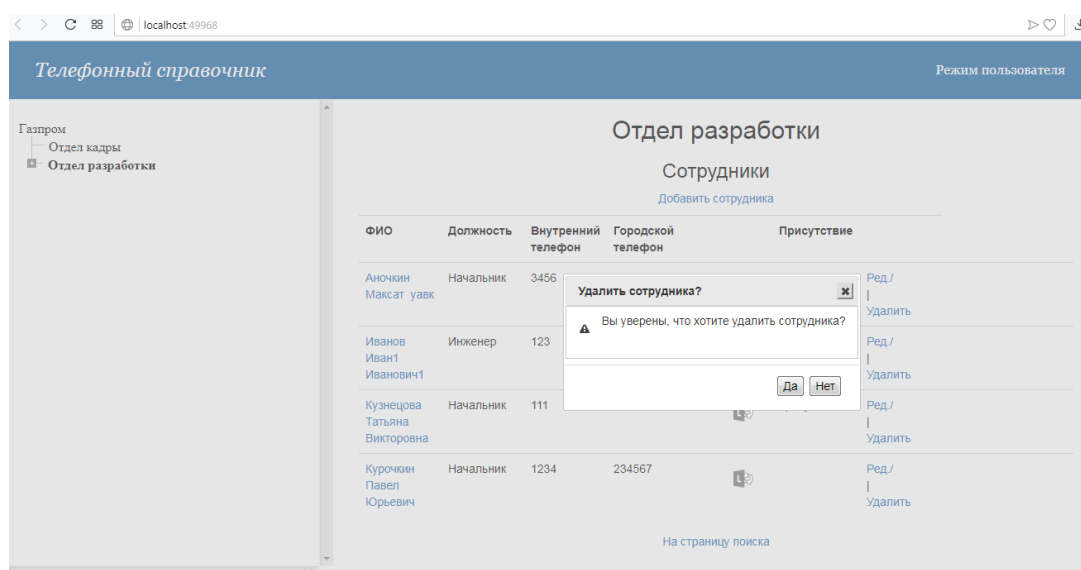 localhost:49968
Телефонный справочник
Режим пользователя
Газпром
Отдел кадры
Отдел разработки
Отдел разработки
Сотрудники
Добавить сотрудника
ФИО Должность Внутренний телефон Городской телефон Присутствие
Аночкин Начальник 3456 Ред./
Максат уавк |
Удалить
Удалить сотрудника?
Вы уверены, что хотите удалить сотрудника?
Да Нет
Иванов Инженер 123 Ред./
Иван1 |
Иванович1 Удалить
Кузнецова Начальник 111 Ред./
Татьяна |
Викторовна Удалить
Курочкин Начальник 1234 234567 Ред./
Павел |
Юрьевич Удалить
На страницу поиска